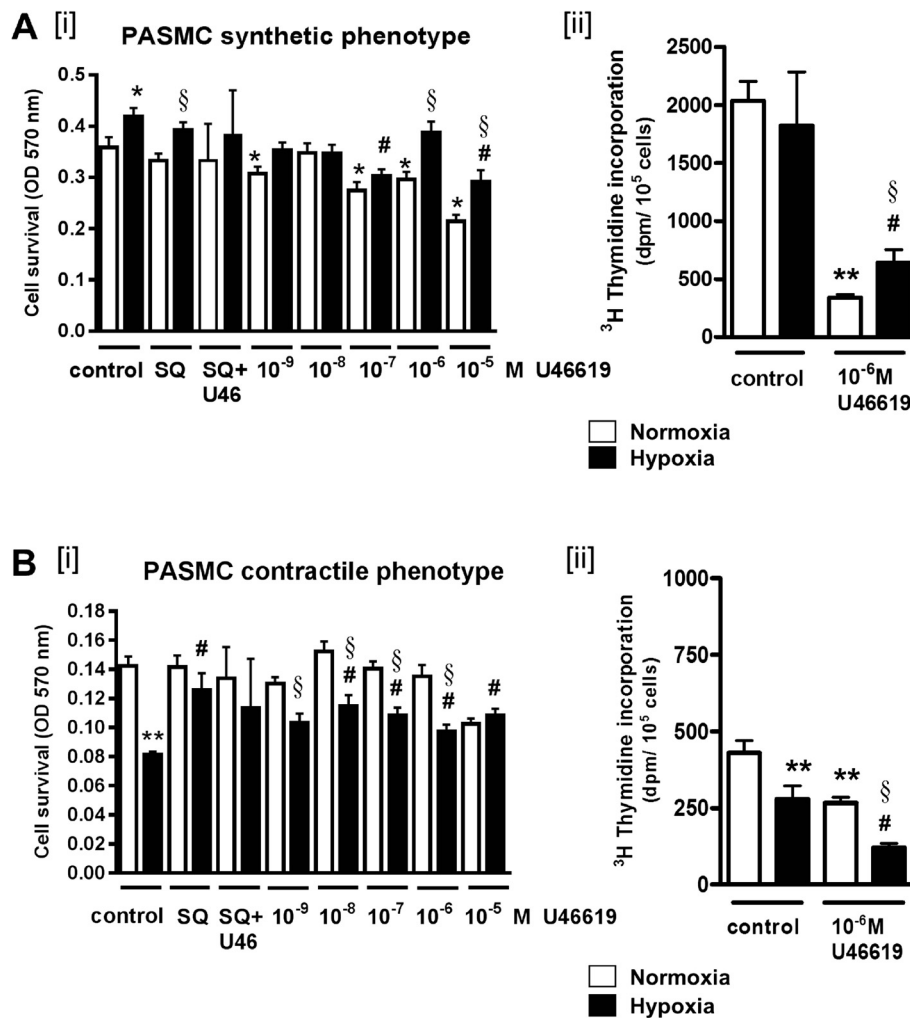 A [i]
PASMC synthetic phenotype
Cell survival (OD 570 nm)
0.5
0.4
0.3
0.2
0.1
0.0
* § * * # * § * § #
control SQ SQ+ 10-9 10-8 10-7 10-6 10-5 M U46619
U46
[ii]
3H Thymidine incorporation
(dpm/ 105 cells)
2500
2000
1500
1000
500
0
§
** #
control 10-6M
U46619
Normoxia
Hypoxia
B [i]
PASMC contractile phenotype
Cell survival (OD 570 nm)
0.18
0.16
0.14
0.12
0.10
0.08
0.06
0.04
0.02
0.00
** # § § # § # § # #
control SQ SQ+ 10-9 10-8 10-7 10-6 10-5 M U46619
U46
[ii]
3H Thymidine incorporation
(dpm/ 105 cells)
1000
750
500
250
0
** ** §
#
control 10-6M
U46619
Normoxia
Hypoxia